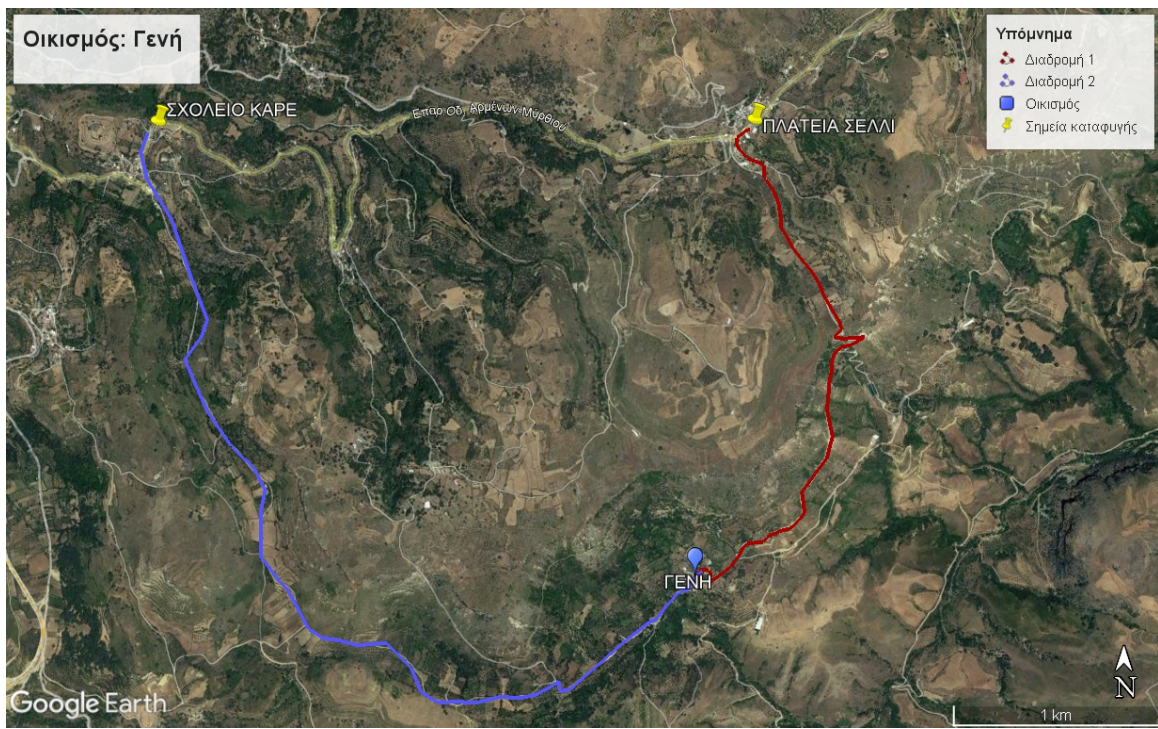 Οικισμός: Γενή
Υπόμνημα
Διαδρομή 1
Διαδρομή 2
Οικισμός
Σημεία καταφυγής
ΣΧΟΛΕΙΟ ΚΑΡΕ
Επαρ.Οδ. Αρμένων Μύρθιου
ΠΛΑΤΕΙΑ ΣΕΛΛΙ
ΓΕΝΗ
Google Earth
N
1 km